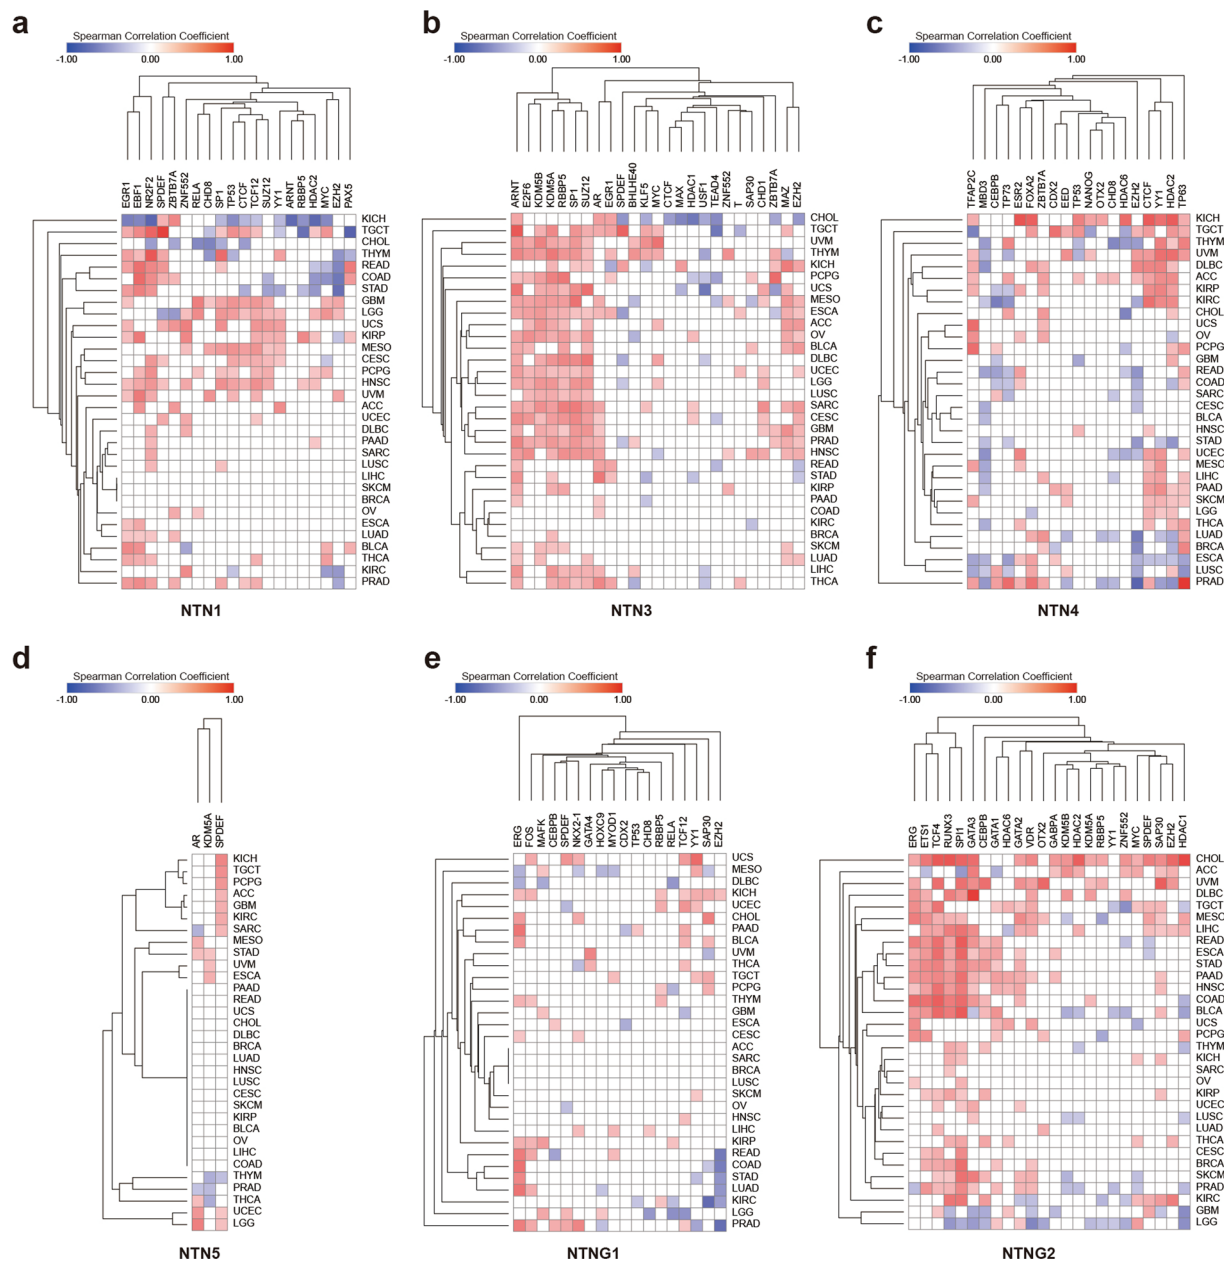 a
Spearman Correlation Coefficient
-1.00 0.00 1.00
EGR1 EBF1 NR2F2 SPDEF ZBTB7A ZNF552 RELA CHD8 SP1 TP53 CTCF TCF12 SUZ12 YY1 ARNT RBBP5 HDAC2 MYC EZH2 PAX5
KICH
TGCT
CHOL
THYM
READ
COAD
STAD
GBM
LGG
UCS
KIRP
MESO
CESC
PCPG
HNSC
UVM
ACC
UCEC
DLBC
PAAD
SARC
LUSC
LIHC
SKCM
BRCA
OV
ESCA
LUAD
BLCA
THCA
KIRC
PRAD
NTN1
b
Spearman Correlation Coefficient
-1.00 0.00 1.00
ARNT E2F6 KDM5B KDM5A RBBP5 SP1 SUZ12 AR EGR1 SPDEF BHLHE40 KLF5 MYC CTCF MAX HDAC1 USF1 TEAD4 ZNF552 T SAP30 CHD1 ZBTB7A MAZ EZH2
CHOL
TGCT
UVM
THYM
KICH
PCPG
UCS
MESO
ESCA
ACC
OV
BLCA
DLBC
UCEC
LGG
LUSC
SARC
CESC
GBM
PRAD
HNSC
READ
STAD
KIRP
PAAD
COAD
KIRC
BRCA
SKCM
LUAD
LIHC
THCA
NTN3
c
Spearman Correlation Coefficient
-1.00 0.00 1.00
TFAP2C MBD3 CEBPB TP73 ESR2 FOXA2 ZBTB7A CDX2 EED TP53 NANOG OTX2 CHD8 HDAC6 EZH2 CTCF YY1 HDAC2 TP63
KICH
TGCT
THYM
UVM
DLBC
ACC
KIRP
KIRC
CHOL
UCS
OV
PCPG
GBM
READ
COAD
SARC
CESC
BLCA
HNSC
STAD
UCEC
MESO
LIHC
PAAD
SKCM
LGG
THCA
LUAD
BRCA
ESCA
LUSC
PRAD
NTN4
d
Spearman Correlation Coefficient
-1.00 0.00 1.00
AR KDM5A SPDEF
KICH
TGCT
PCPG
ACC
GBM
KIRC
SARC
MESO
STAD
UVM
ESCA
PAAD
READ
UCS
CHOL
DLBC
BRCA
LUAD
HNSC
LUSC
CESC
SKCM
KIRP
BLCA
OV
LIHC
COAD
THYM
PRAD
THCA
UCEC
LGG
NTN5
e
Spearman Correlation Coefficient
-1.00 0.00 1.00
ERG FOS MAFK CEBPB SPDEF NKX2-1 GATA4 HOXC9 MYOD1 CDX2 TP53 CHD8 RBBP5 RELA TCF12 YY1 SAP30 EZH2
UCS
MESO
DLBC
KICH
UCEC
CHOL
PAAD
BLCA
UVM
THCA
TGCT
PCPG
THYM
GBM
ESCA
CESC
ACC
SARC
BRCA
LUSC
SKCM
OV
HNSC
LIHC
KIRP
READ
COAD
STAD
LUAD
KIRC
LGG
PRAD
NTNG1
f
Spearman Correlation Coefficient
-1.00 0.00 1.00
ERG ETS1 TCF4 RUNX3 SPI1 GATA3 CEBPB GATA1 HDAC6 GATA2 VDR OTX2 GABPA KDM5B HDAC2 KDM5A RBBP5 YY1 ZNF552 MYC SPDEF SAP30 EZH2 HDAC1
CHOL
ACC
UVM
DLBC
TGCT
MESO
LIHC
READ
ESCA
STAD
PAAD
HNSC
COAD
BLCA
UCS
PCPG
THYM
KICH
SARC
OV
KIRP
UCEC
LUSC
LUAD
THCA
CESC
BRCA
SKCM
PRAD
KIRC
GBM
LGG
NTNG2